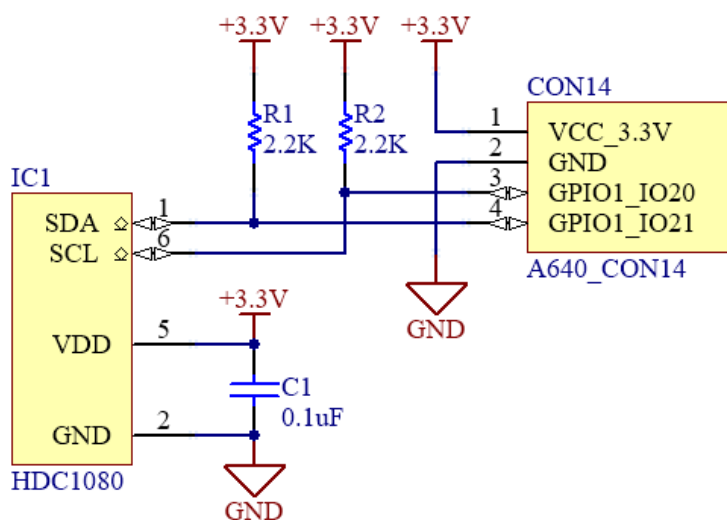 +3.3V +3.3V +3.3V
CON14
R1
2.2K
R2
2.2K
1 VCC_3.3V
2 GND
3 GPIO1_IO20
4 GPIO1_IO21
A640_CON14
GND
IC1
SDA 1
SCL 6
VDD 5
GND 2
HDC1080
+3.3V
C1
0.1uF
GND